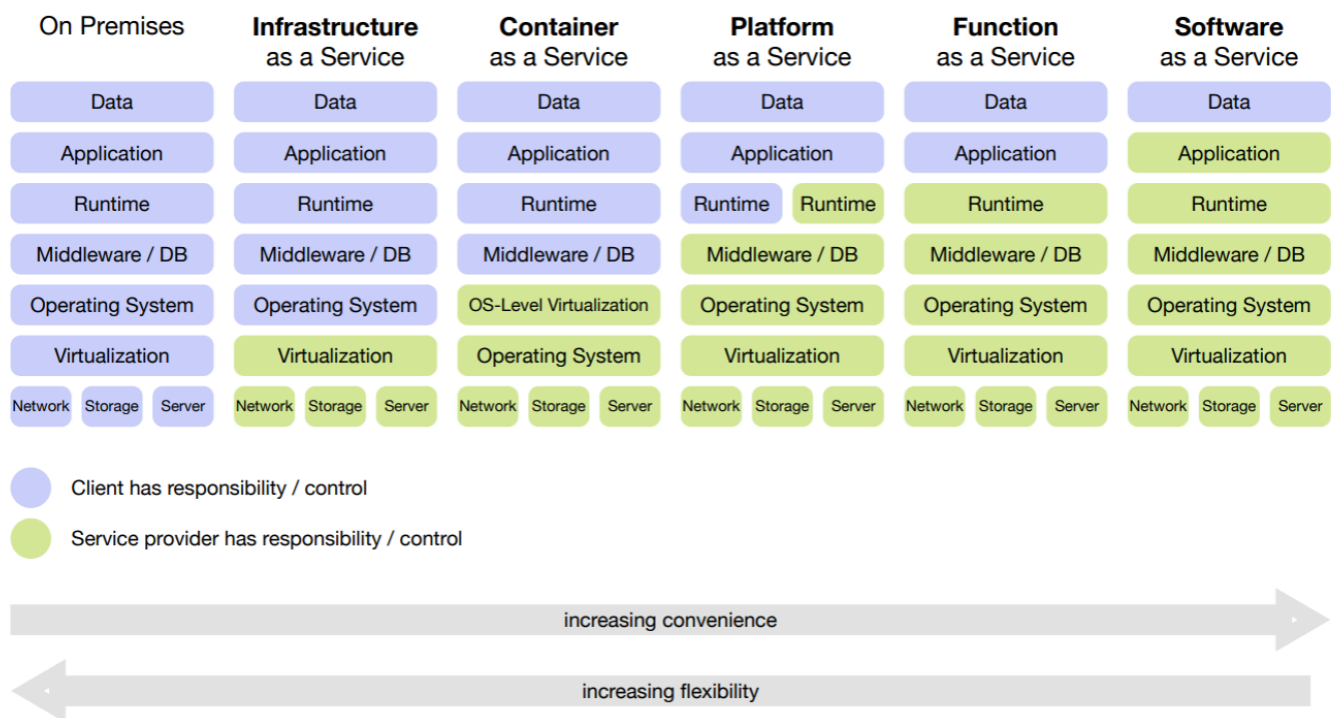 On Premises
Infrastructure
as a Service
Container
as a Service
Platform
as a Service
Function
as a Service
Software
as a Service
Data Data Data Data Data Data
Application Application Application Application Application Application
Runtime Runtime Runtime Runtime Runtime Runtime Runtime
Middleware / DB Middleware / DB Middleware / DB Middleware / DB Middleware / DB Middleware / DB
Operating System Operating System OS-Level Virtualization Operating System Operating System Operating System
Virtualization Virtualization Operating System Virtualization Virtualization Virtualization
Network Storage Server Network Storage Server Network Storage Server Network Storage Server Network Storage Server Network Storage Server
Client has responsibility / control
Service provider has responsibility / control
increasing convenience
increasing flexibility